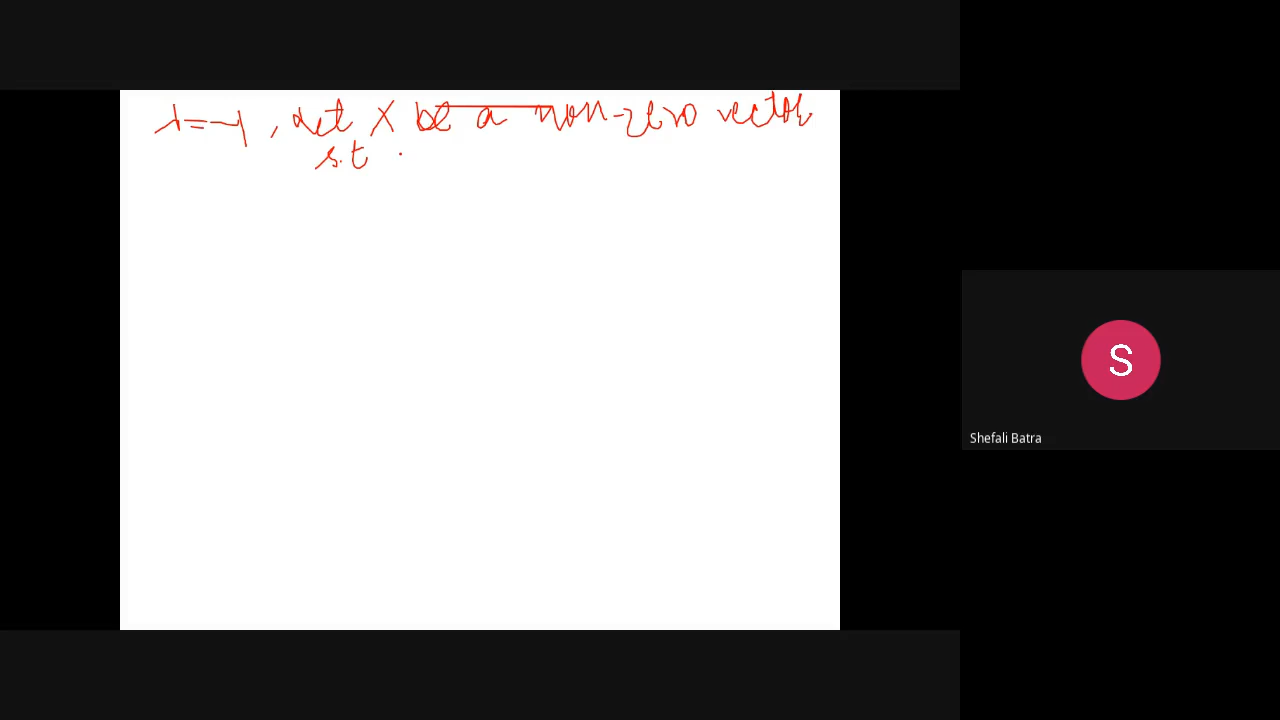 λ=-1, Let X be a non-zero vector
s.t
S
Shefali Batra